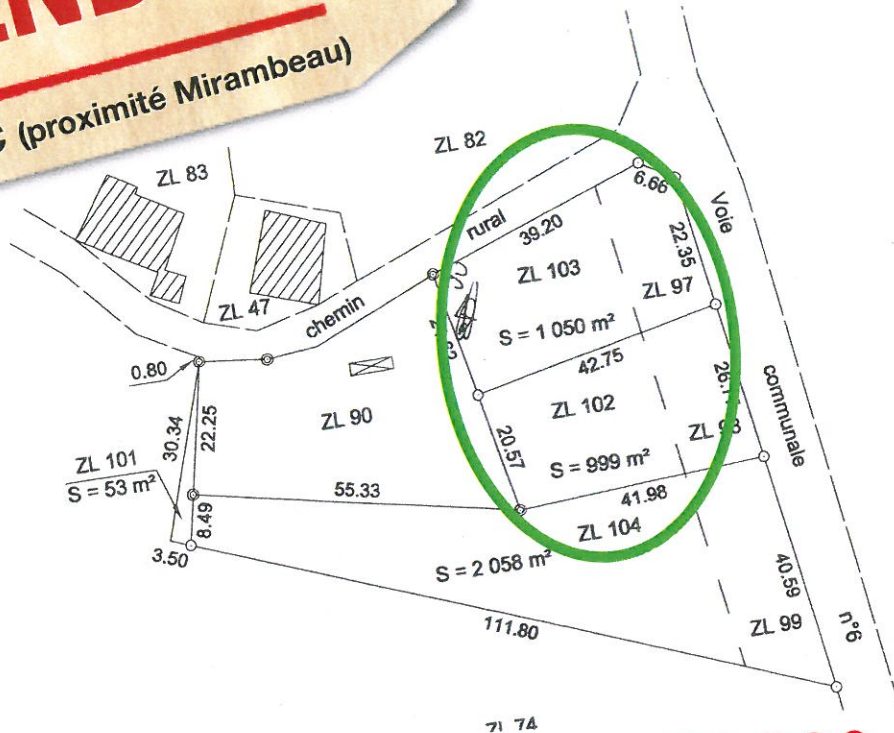 (proximité Mirambeau)
ZL 82
ZL 83
6.66
Voie
rural
39.20
22.35
ZL 103
ZL 97
ZL 47
chemin
S = 1 050 m²
42.75
0.80
ZL 102
communale
30.34
22.25
ZL 90
20.57
S = 999 m²
ZL 101
S = 53 m²
55.33
41.98
8.49
ZL 104
3.50
S = 2 058 m²
40.59
111.80
ZL 99
n°6
ZL 74